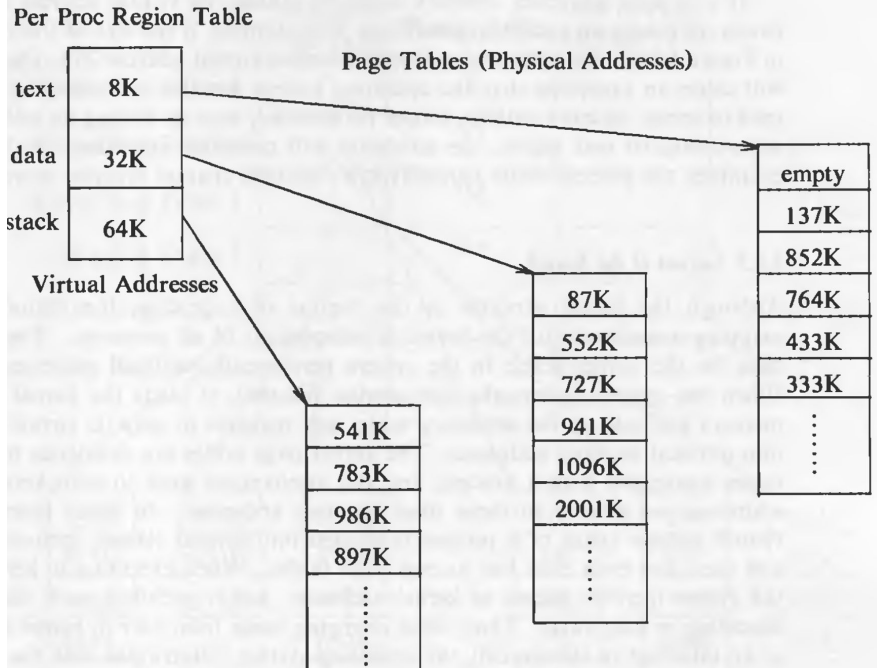 Per Proc Region Table
Page Tables (Physical Addresses)
text
8K
data
32K
stack
64K
Virtual Addresses
empty
137K
852K
764K
433K
333K
87K
552K
727K
941K
1096K
2001K
541K
783K
986K
897K